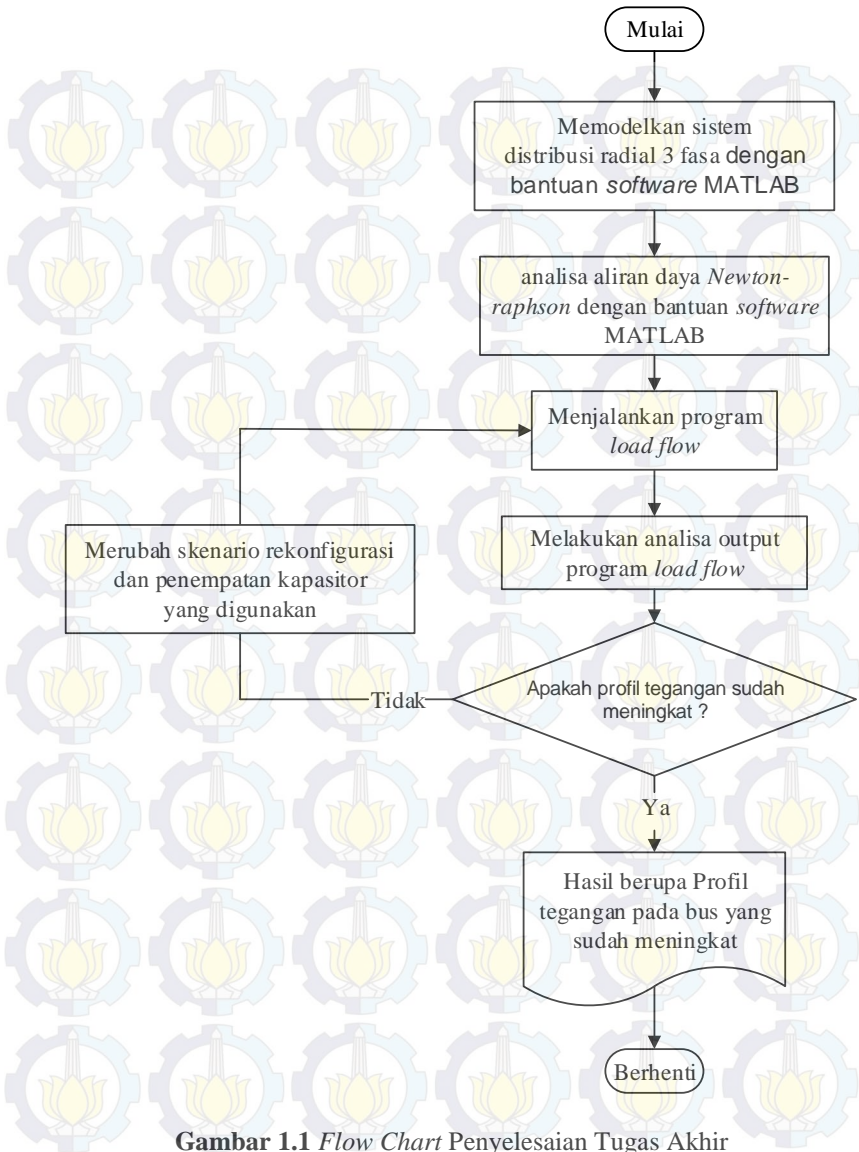 Mulai
Memodelkan sistem
distribusi radial 3 fasa dengan
bantuan software MATLAB
analisa aliran daya Newton-
raphson dengan bantuan software
MATLAB
Menjalankan program
load flow
Melakukan analisa output
program load flow
Merubah skenario rekonfigurasi
dan penempatan kapasitor
yang digunakan
Apakah profil tegangan sudah
meningkat ?
Tidak
Ya
Hasil berupa Profil
tegangan pada bus yang
sudah meningkat
Berhenti
Gambar 1.1 Flow Chart Penyelesaian Tugas Akhir